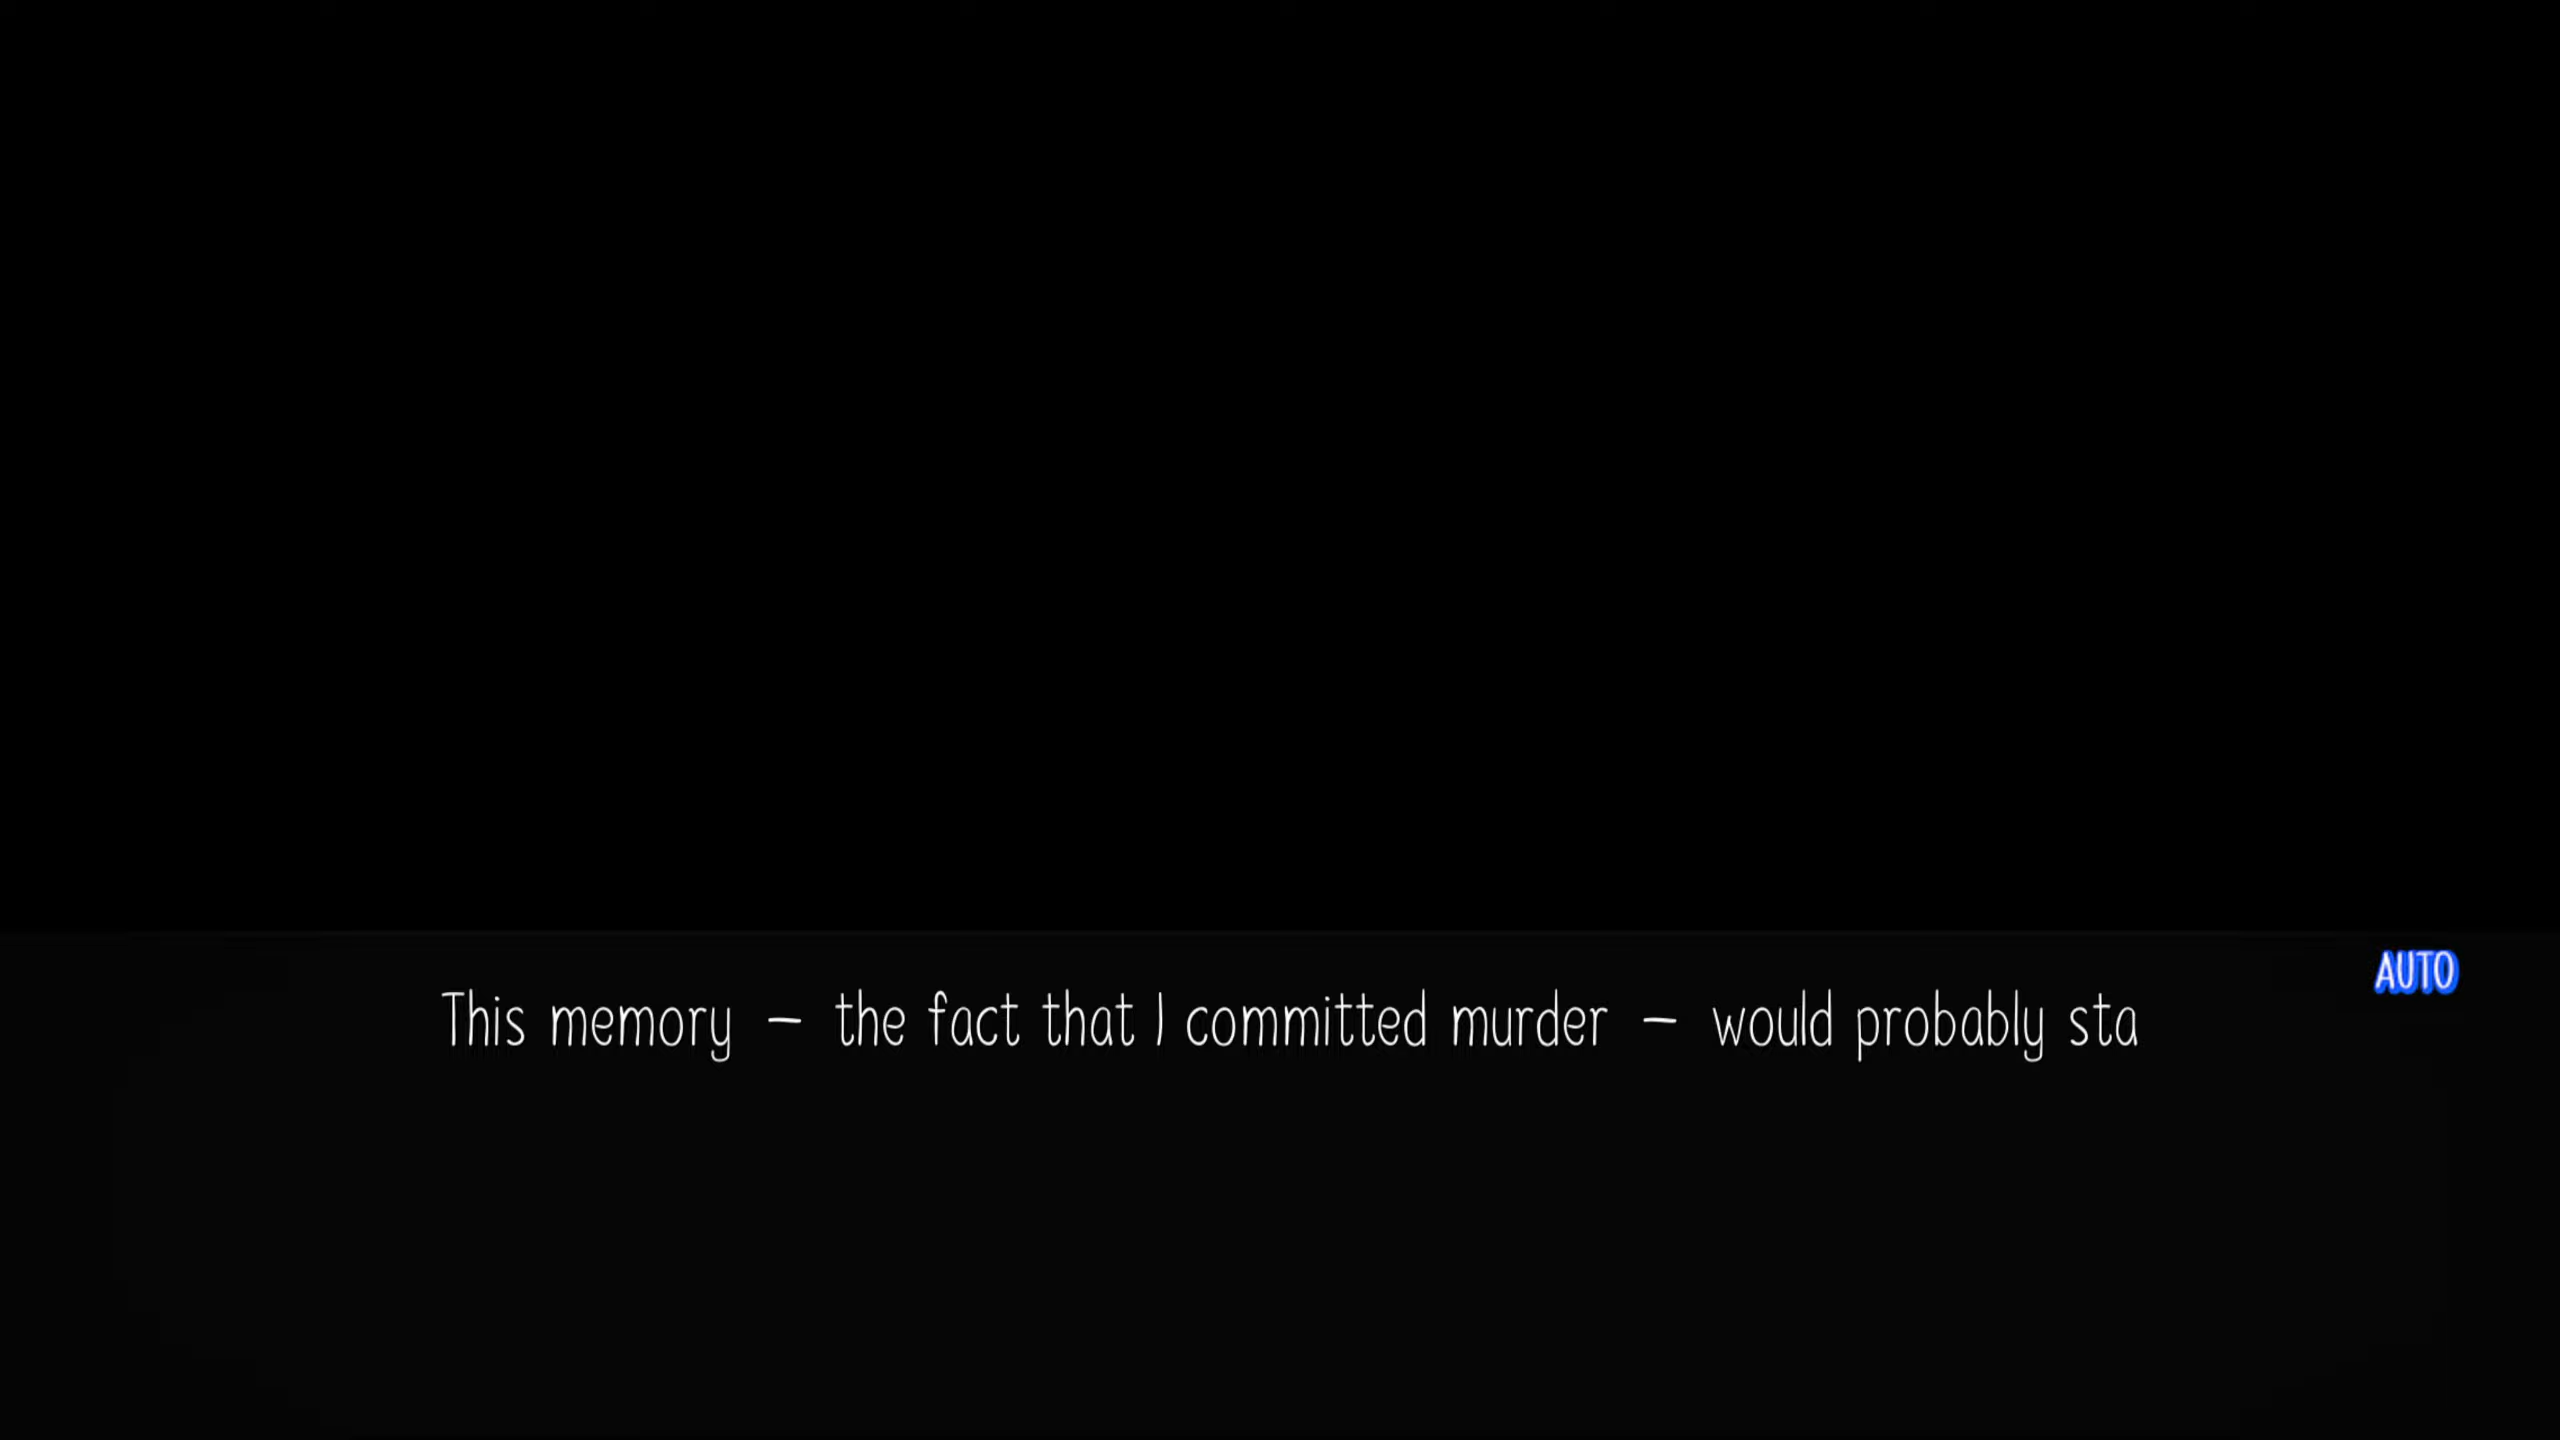 AUTO
This memory – the fact that I committed murder – would probably sta